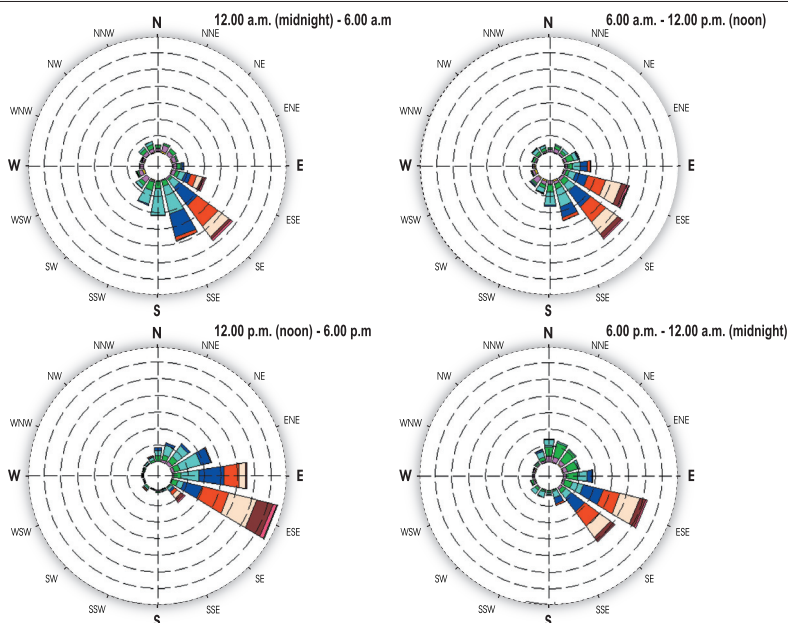 N 12.00 a.m. (midnight) - 6.00 a.m
NNW NNE
NW NE
WNW ENE
W E
WSW ESE
SW SE
SSW SSE
S
N 6.00 a.m. - 12.00 p.m. (noon)
NNW NNE
NW NE
WNW ENE
W E
WSW ESE
SW SE
SSW SSE
S
N 12.00 p.m. (noon) - 6.00 p.m
NNW NNE
NW NE
WNW ENE
W E
WSW ESE
SW SE
SSW SSE
S
N 6.00 p.m. - 12.00 a.m. (midnight)
NNW NNE
NW NE
WNW ENE
W E
WSW ESE
SW SE
SSW SSE
S